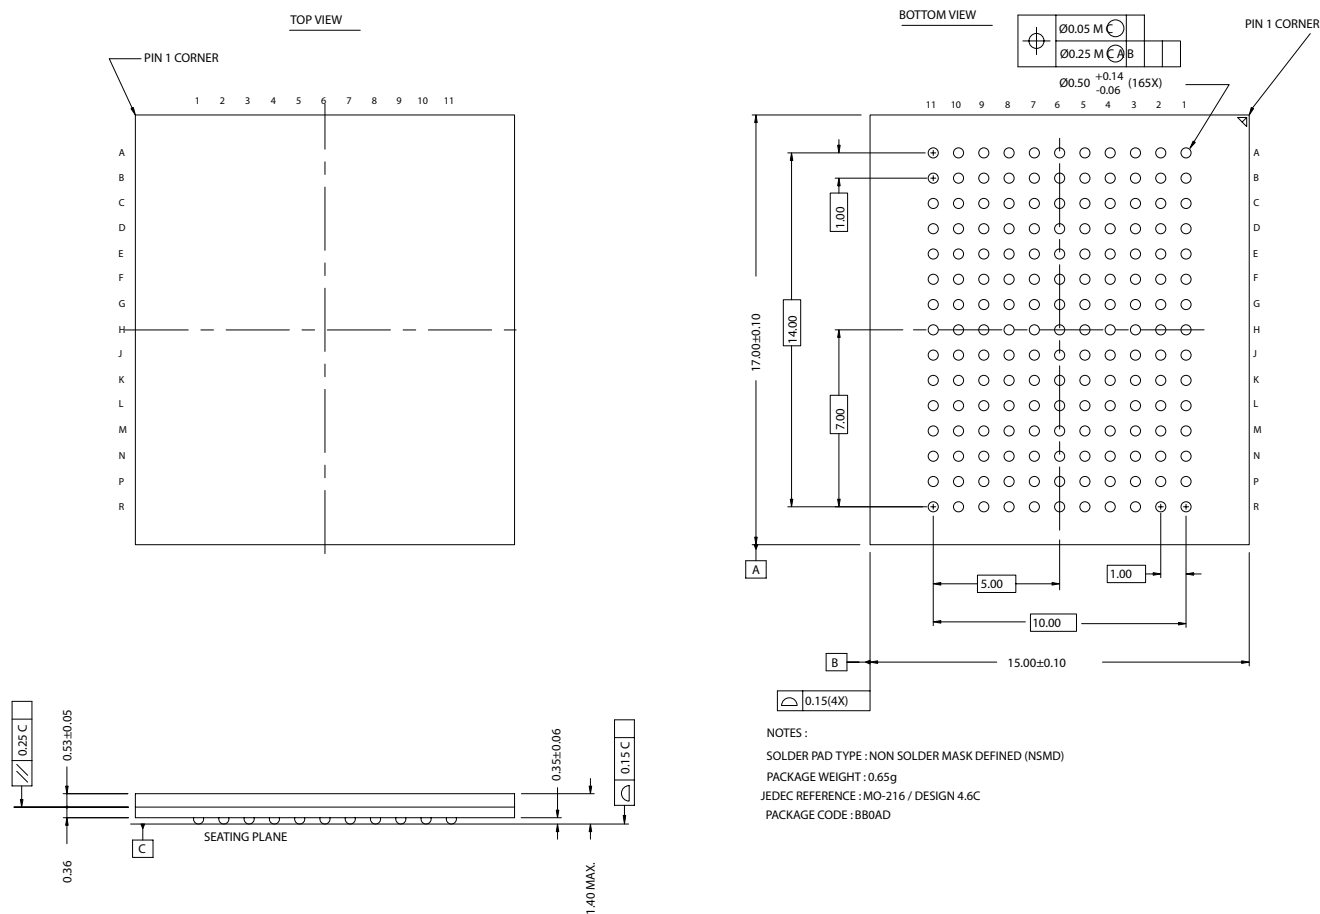 TOP VIEW
PIN 1 CORNER
1 2 3 4 5 6 7 8 9 10 11
A
B
C
D
E
F
G
H
J
K
L
M
N
P
R
BOTTOM VIEW
PIN 1 CORNER
Ø0.05 M C
Ø0.25 M C A B
Ø0.50 +0.14 -0.06 (165X)
11 10 9 8 7 6 5 4 3 2 1
A
B
C
D
E
F
G
H
J
K
L
M
N
P
R
1.00
14.00
17.00±0.10
7.00
A
5.00
1.00
10.00
B
15.00±0.10
0.15(4X)
0.25 C
0.53±0.05
0.36
C
SEATING PLANE
0.35±0.06
1.40 MAX.
0.15 C
NOTES :
SOLDER PAD TYPE : NON SOLDER MASK DEFINED (NSMD)
PACKAGE WEIGHT : 0.65g
JEDEC REFERENCE : MO-216 / DESIGN 4.6C
PACKAGE CODE : BB0AD